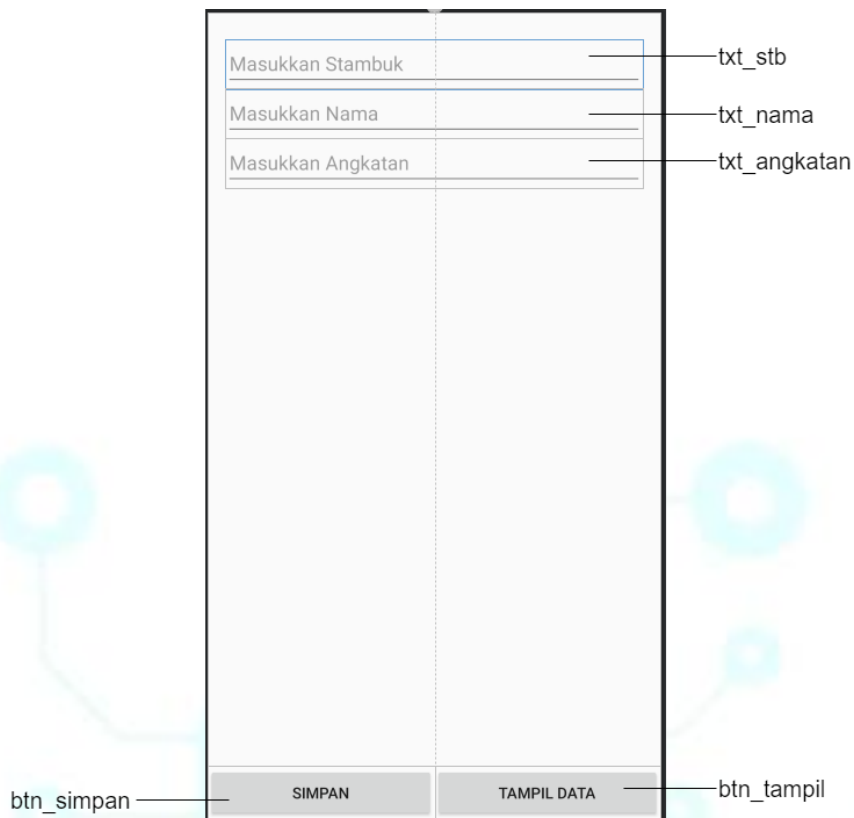 Masukkan Stambuk
txt_stb
Masukkan Nama
txt_nama
Masukkan Angkatan
txt_angkatan
btn_simpan
SIMPAN
TAMPIL DATA
btn_tampil